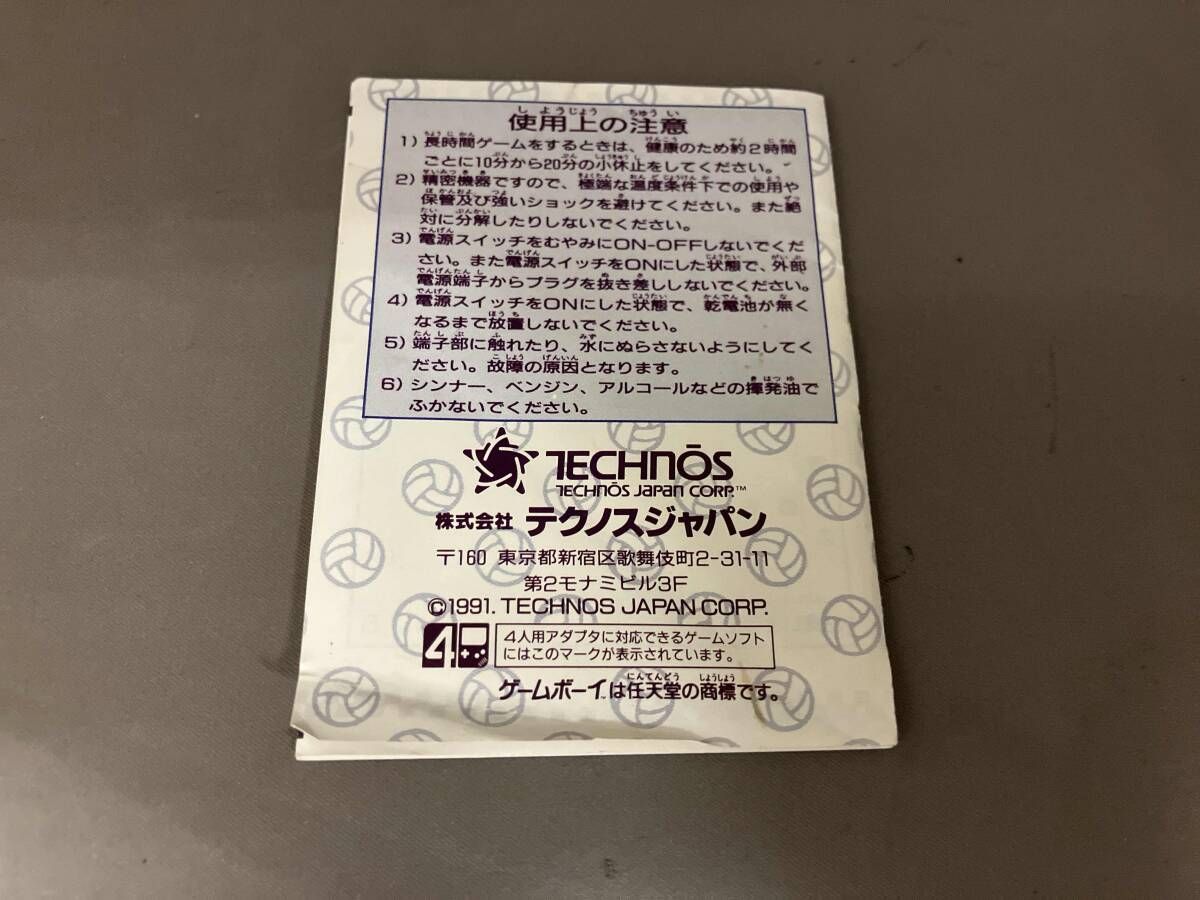 使用上の注意
1）長時間ゲームをするときは、健康のため約2時間
ごとに10分から20分の小休止をしてください。
2）精密機器ですので、極端な温度条件下での使用や
保管及び強いショックを避けてください。また絶
対に分解したりしないでください。
3）電源スイッチをむやみにON-OFFしないでくだ
さい。また電源スイッチをONにした状態で、外部
電源端子からプラグを抜き差ししないでください。
4）電源スイッチをONにした状態で、乾電池が無く
なるまで放置しないでください。
5）端子部に触れたり、水にぬらさないようにしてく
ださい。故障の原因となります。
6）シンナー、ベンジン、アルコールなどの揮発油で
ふかないでください。
TECHNŌS
TECHNŌS JAPAN CORP.™
株式会社 テクノスジャパン
〒160 東京都新宿区歌舞伎町2-31-11
第2モナミビル3F
©1991. TECHNOS JAPAN CORP.
4
4人用アダプタに対応できるゲームソフト
にはこのマークが表示されています。
ゲームボーイ™は任天堂の商標です。